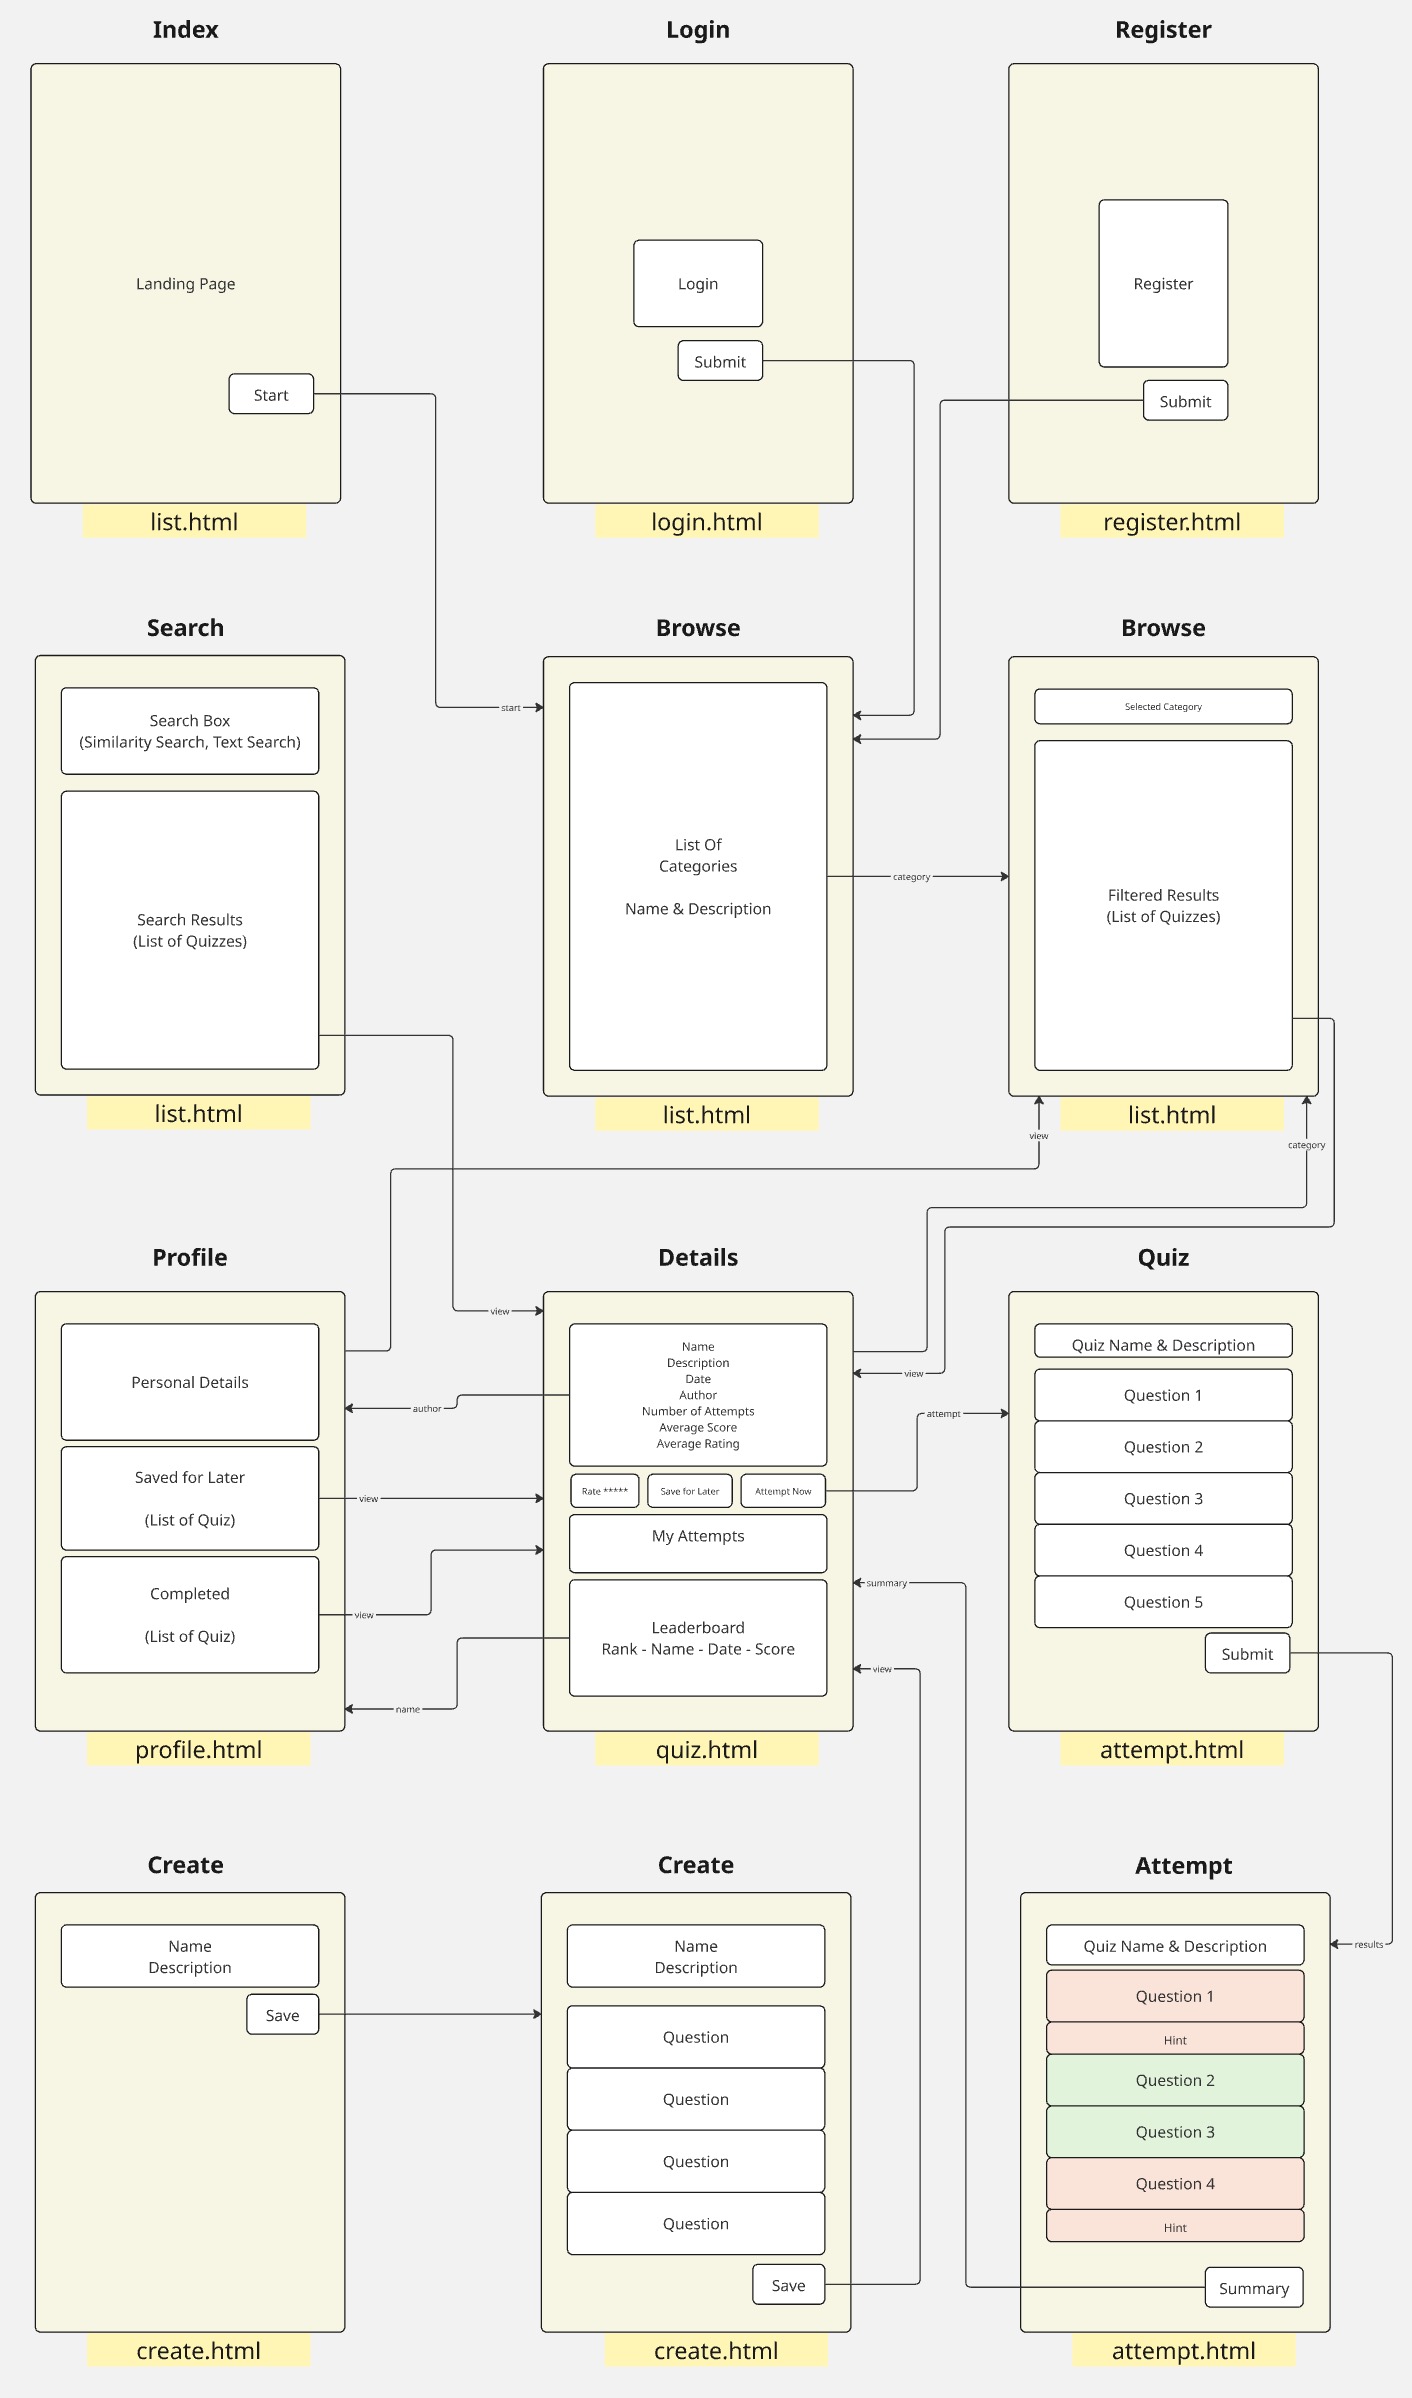 Index
Landing Page
Start
list.html
Login
Login
Submit
login.html
Register
Register
Submit
register.html
Search
Search Box
(Similarity Search, Text Search)
Search Results
(List of Quizzes)
list.html
start
Browse
List Of
Categories
Name & Description
list.html
category
Browse
Selected Category
Filtered Results
(List of Quizzes)
list.html
view
category
Profile
Personal Details
Saved for Later
(List of Quiz)
Completed
(List of Quiz)
profile.html
view
author
view
view
name
Details
Name
Description
Date
Author
Number of Attempts
Average Score
Average Rating
Rate *****
Save for Later
Attempt Now
My Attempts
Leaderboard
Rank - Name - Date - Score
quiz.html
view
attempt
summary
view
Quiz
Quiz Name & Description
Question 1
Question 2
Question 3
Question 4
Question 5
Submit
attempt.html
Create
Name
Description
Save
create.html
Create
Name
Description
Question
Question
Question
Question
Save
create.html
Attempt
Quiz Name & Description
results
Question 1
Hint
Question 2
Question 3
Question 4
Hint
Summary
attempt.html